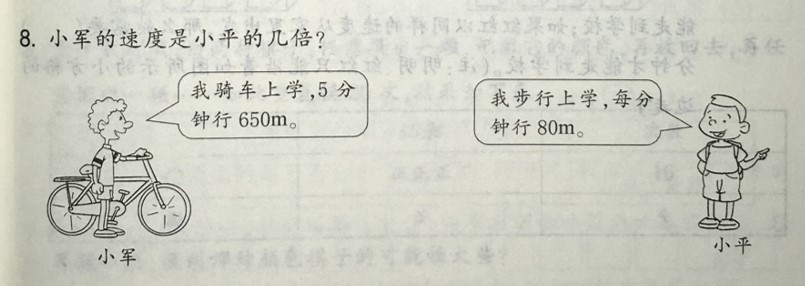 8. 小军的速度是小平的几倍？
我骑车上学，5 分
钟行 650m。
我步行上学，每分
钟行 80m。
小军
小平